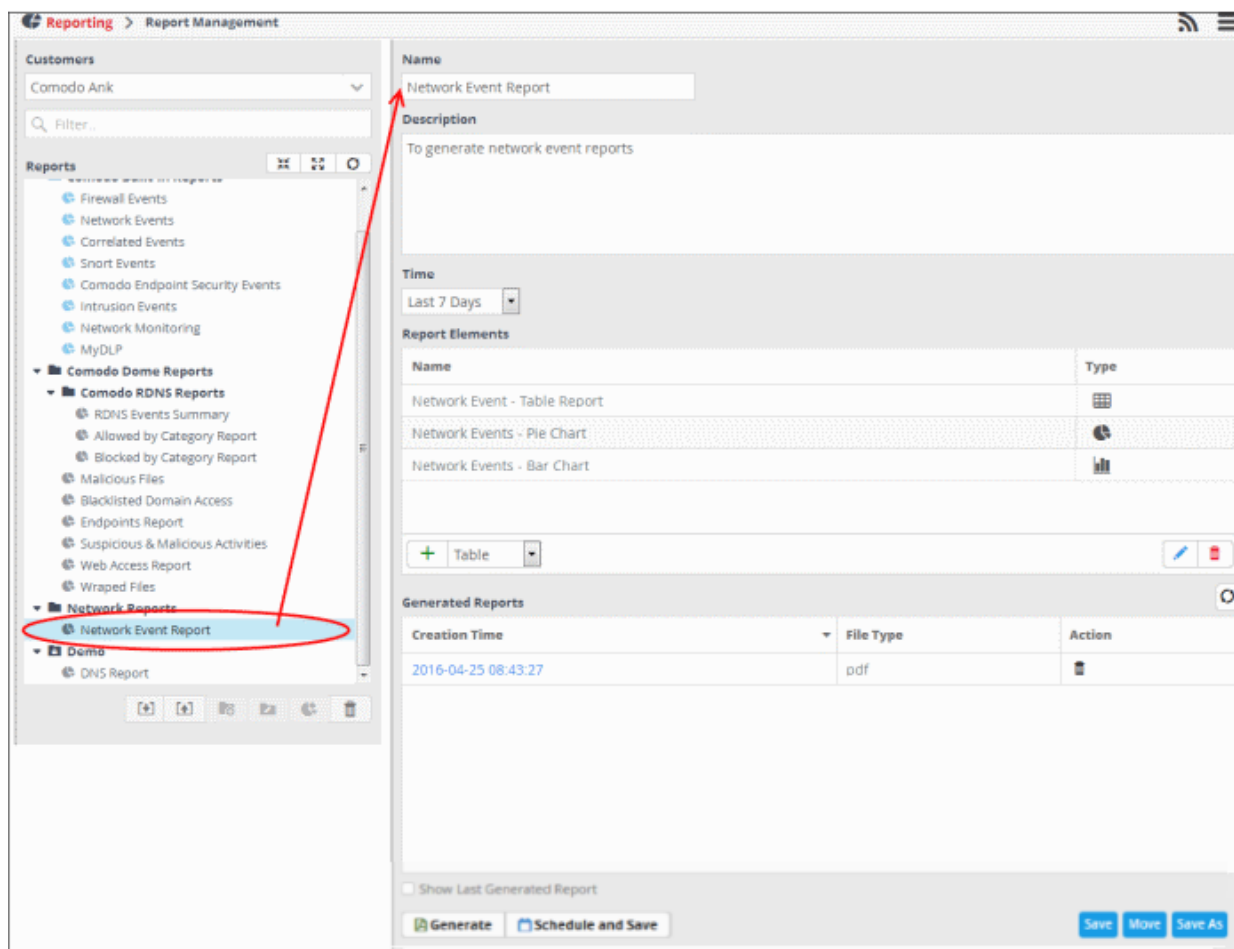 Reporting > Report Management
Customers
Comodo Ank
Filter..
Reports
Comodo Built In Reports
Firewall Events
Network Events
Correlated Events
Snort Events
Comodo Endpoint Security Events
Intrusion Events
Network Monitoring
MyDLP
Comodo Dome Reports
Comodo RDNS Reports
RDNS Events Summary
Allowed by Category Report
Blocked by Category Report
Malicious Files
Blacklisted Domain Access
Endpoints Report
Suspicious & Malicious Activities
Web Access Report
Wraped Files
Network Reports
Network Event Report
Demo
DNS Report
Name
Network Event Report
Description
To generate network event reports
Time
Last 7 Days
Report Elements
Name Type
Network Event - Table Report
Network Events - Pie Chart
Network Events - Bar Chart
Table
Generated Reports
Creation Time File Type Action
2016-04-25 08:43:27 pdf
Show Last Generated Report
Generate Schedule and Save Save Move Save As